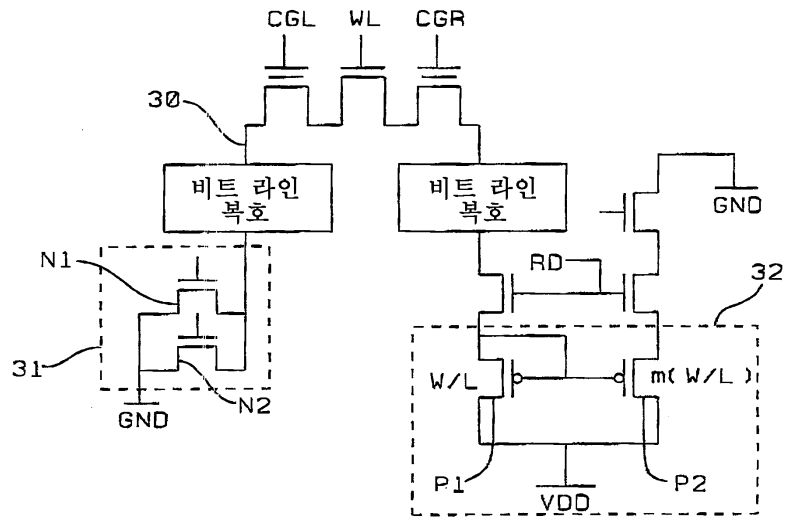 CGL WL CGR
30
비트 라인
복호
비트 라인
복호
GND
N1
RD
32
31
W/L
m(W/L)
N2
GND
P1
VDD
P2